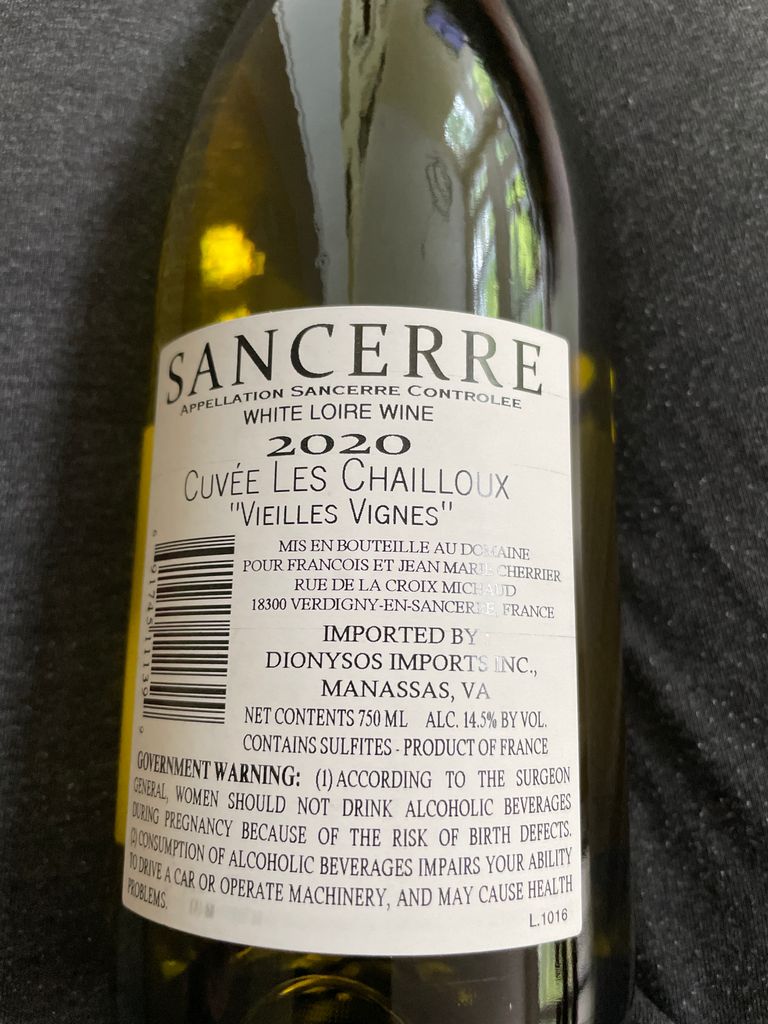 SANCERRE
APPELLATION SANCERRE CONTROLEE
WHITE LOIRE WINE
2020
CUVÉE LES CHAILLOUX
"VIEILLES VIGNES"
MIS EN BOUTEILLE AU DOMAINE
POUR FRANCOIS ET JEAN MARIE CHERRIER
RUE DE LA CROIX MICHAUD
18300 VERDIGNY-EN-SANCERRE, FRANCE
IMPORTED BY
DIONYSOS IMPORTS INC.,
MANASSAS, VA
NET CONTENTS 750 ML ALC. 14.5% BY VOL.
CONTAINS SULFITES - PRODUCT OF FRANCE
GOVERNMENT WARNING: (1) ACCORDING TO THE SURGEON
GENERAL, WOMEN SHOULD NOT DRINK ALCOHOLIC BEVERAGES
DURING PREGNANCY BECAUSE OF THE RISK OF BIRTH DEFECTS.
(2) CONSUMPTION OF ALCOHOLIC BEVERAGES IMPAIRS YOUR ABILITY
TO DRIVE A CAR OR OPERATE MACHINERY, AND MAY CAUSE HEALTH
PROBLEMS.
L.1016